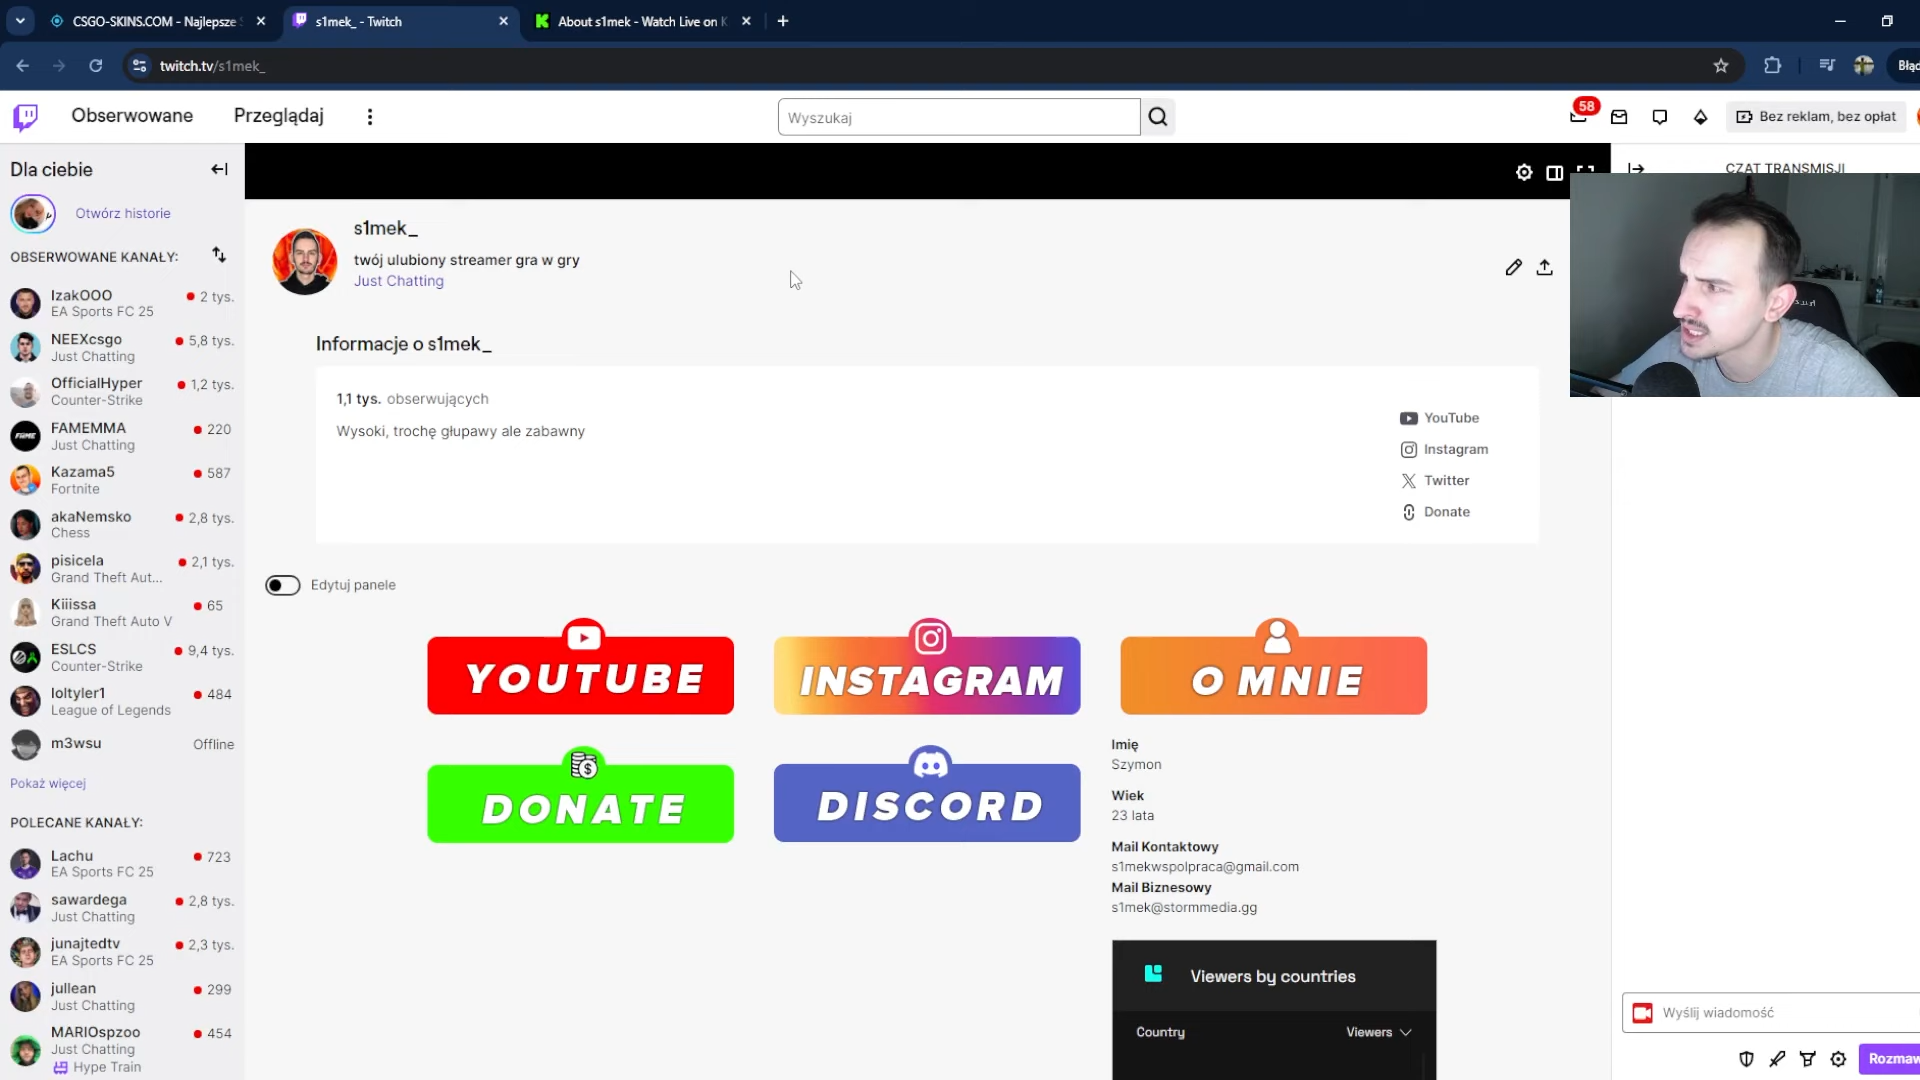 CSGO-SKINS.COM - Najlepsze S
s1mek_ - Twitch
About s1mek - Watch Live on K
twitch.tv/s1mek_
Błąd
Obserwowane
Przeglądaj
Wyszukaj
58
Bez reklam, bez opłat
Dla ciebie
Otwórz historie
OBSERWOWANE KANAŁY:
IzakOOO
2 tys.
EA Sports FC 25
NEEXcsgo
5,8 tys.
Just Chatting
OfficialHyper
1,2 tys.
Counter-Strike
FAMEMMA
220
Just Chatting
Kazama5
587
Fortnite
akaNemsko
2,8 tys.
Chess
pisicela
2,1 tys.
Grand Theft Aut...
Kiiissa
65
Grand Theft Auto V
ESLCS
9,4 tys.
Counter-Strike
loltyler1
484
League of Legends
m3wsu
Offline
Pokaż więcej
POLECANE KANAŁY:
Lachu
723
EA Sports FC 25
sawardega
2,8 tys.
Just Chatting
junajtedtv
2,3 tys.
EA Sports FC 25
jullean
299
Just Chatting
MARIOspzoo
454
Just Chatting
Hype Train
s1mek_
twój ulubiony streamer gra w gry
Just Chatting
Informacje o s1mek_
1,1 tys. obserwujących
Wysoki, trochę głupawy ale zabawny
YouTube
Instagram
Twitter
Donate
Edytuj panele
YOUTUBE
INSTAGRAM
O MNIE
DONATE
DISCORD
Imię
Szymon
Wiek
23 lata
Mail Kontaktowy
s1mekwspolpraca@gmail.com
Mail Biznesowy
s1mek@stormmedia.gg
Viewers by countries
Country
Viewers
CZAT TRANSMISJI
Wyślij wiadomość
Rozmaw